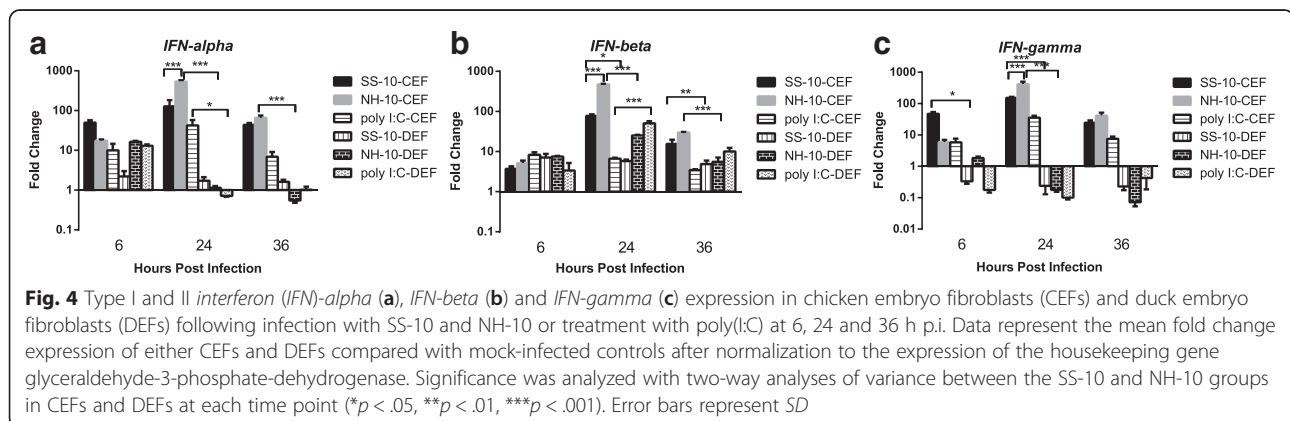 a
IFN-alpha
Fold Change
1000
100
10
1
0.1
***
***
*
***
6
24
36
Hours Post Infection
SS-10-CEF
NH-10-CEF
poly I:C-CEF
SS-10-DEF
NH-10-DEF
poly I:C-DEF
b
IFN-beta
Fold Change
1000
100
10
1
0.1
*
***
***
***
**
***
6
24
36
Hours Post Infection
SS-10-CEF
NH-10-CEF
poly I:C-CEF
SS-10-DEF
NH-10-DEF
poly I:C-DEF
c
IFN-gamma
Fold Change
1000
100
10
1
0.1
0.01
*
***
***
***
6
24
36
Hours Post Infection
SS-10-CEF
NH-10-CEF
poly I:C-CEF
SS-10-DEF
NH-10-DEF
poly I:C-DEF
Fig. 4 Type I and II interferon (IFN)-alpha (a), IFN-beta (b) and IFN-gamma (c) expression in chicken embryo fibroblasts (CEFs) and duck embryo
fibroblasts (DEFs) following infection with SS-10 and NH-10 or treatment with poly(I:C) at 6, 24 and 36 h p.i. Data represent the mean fold change
expression of either CEFs and DEFs compared with mock-infected controls after normalization to the expression of the housekeeping gene
glyceraldehyde-3-phosphate-dehydrogenase. Significance was analyzed with two-way analyses of variance between the SS-10 and NH-10 groups
in CEFs and DEFs at each time point (*p < .05, **p < .01, ***p < .001). Error bars represent SD